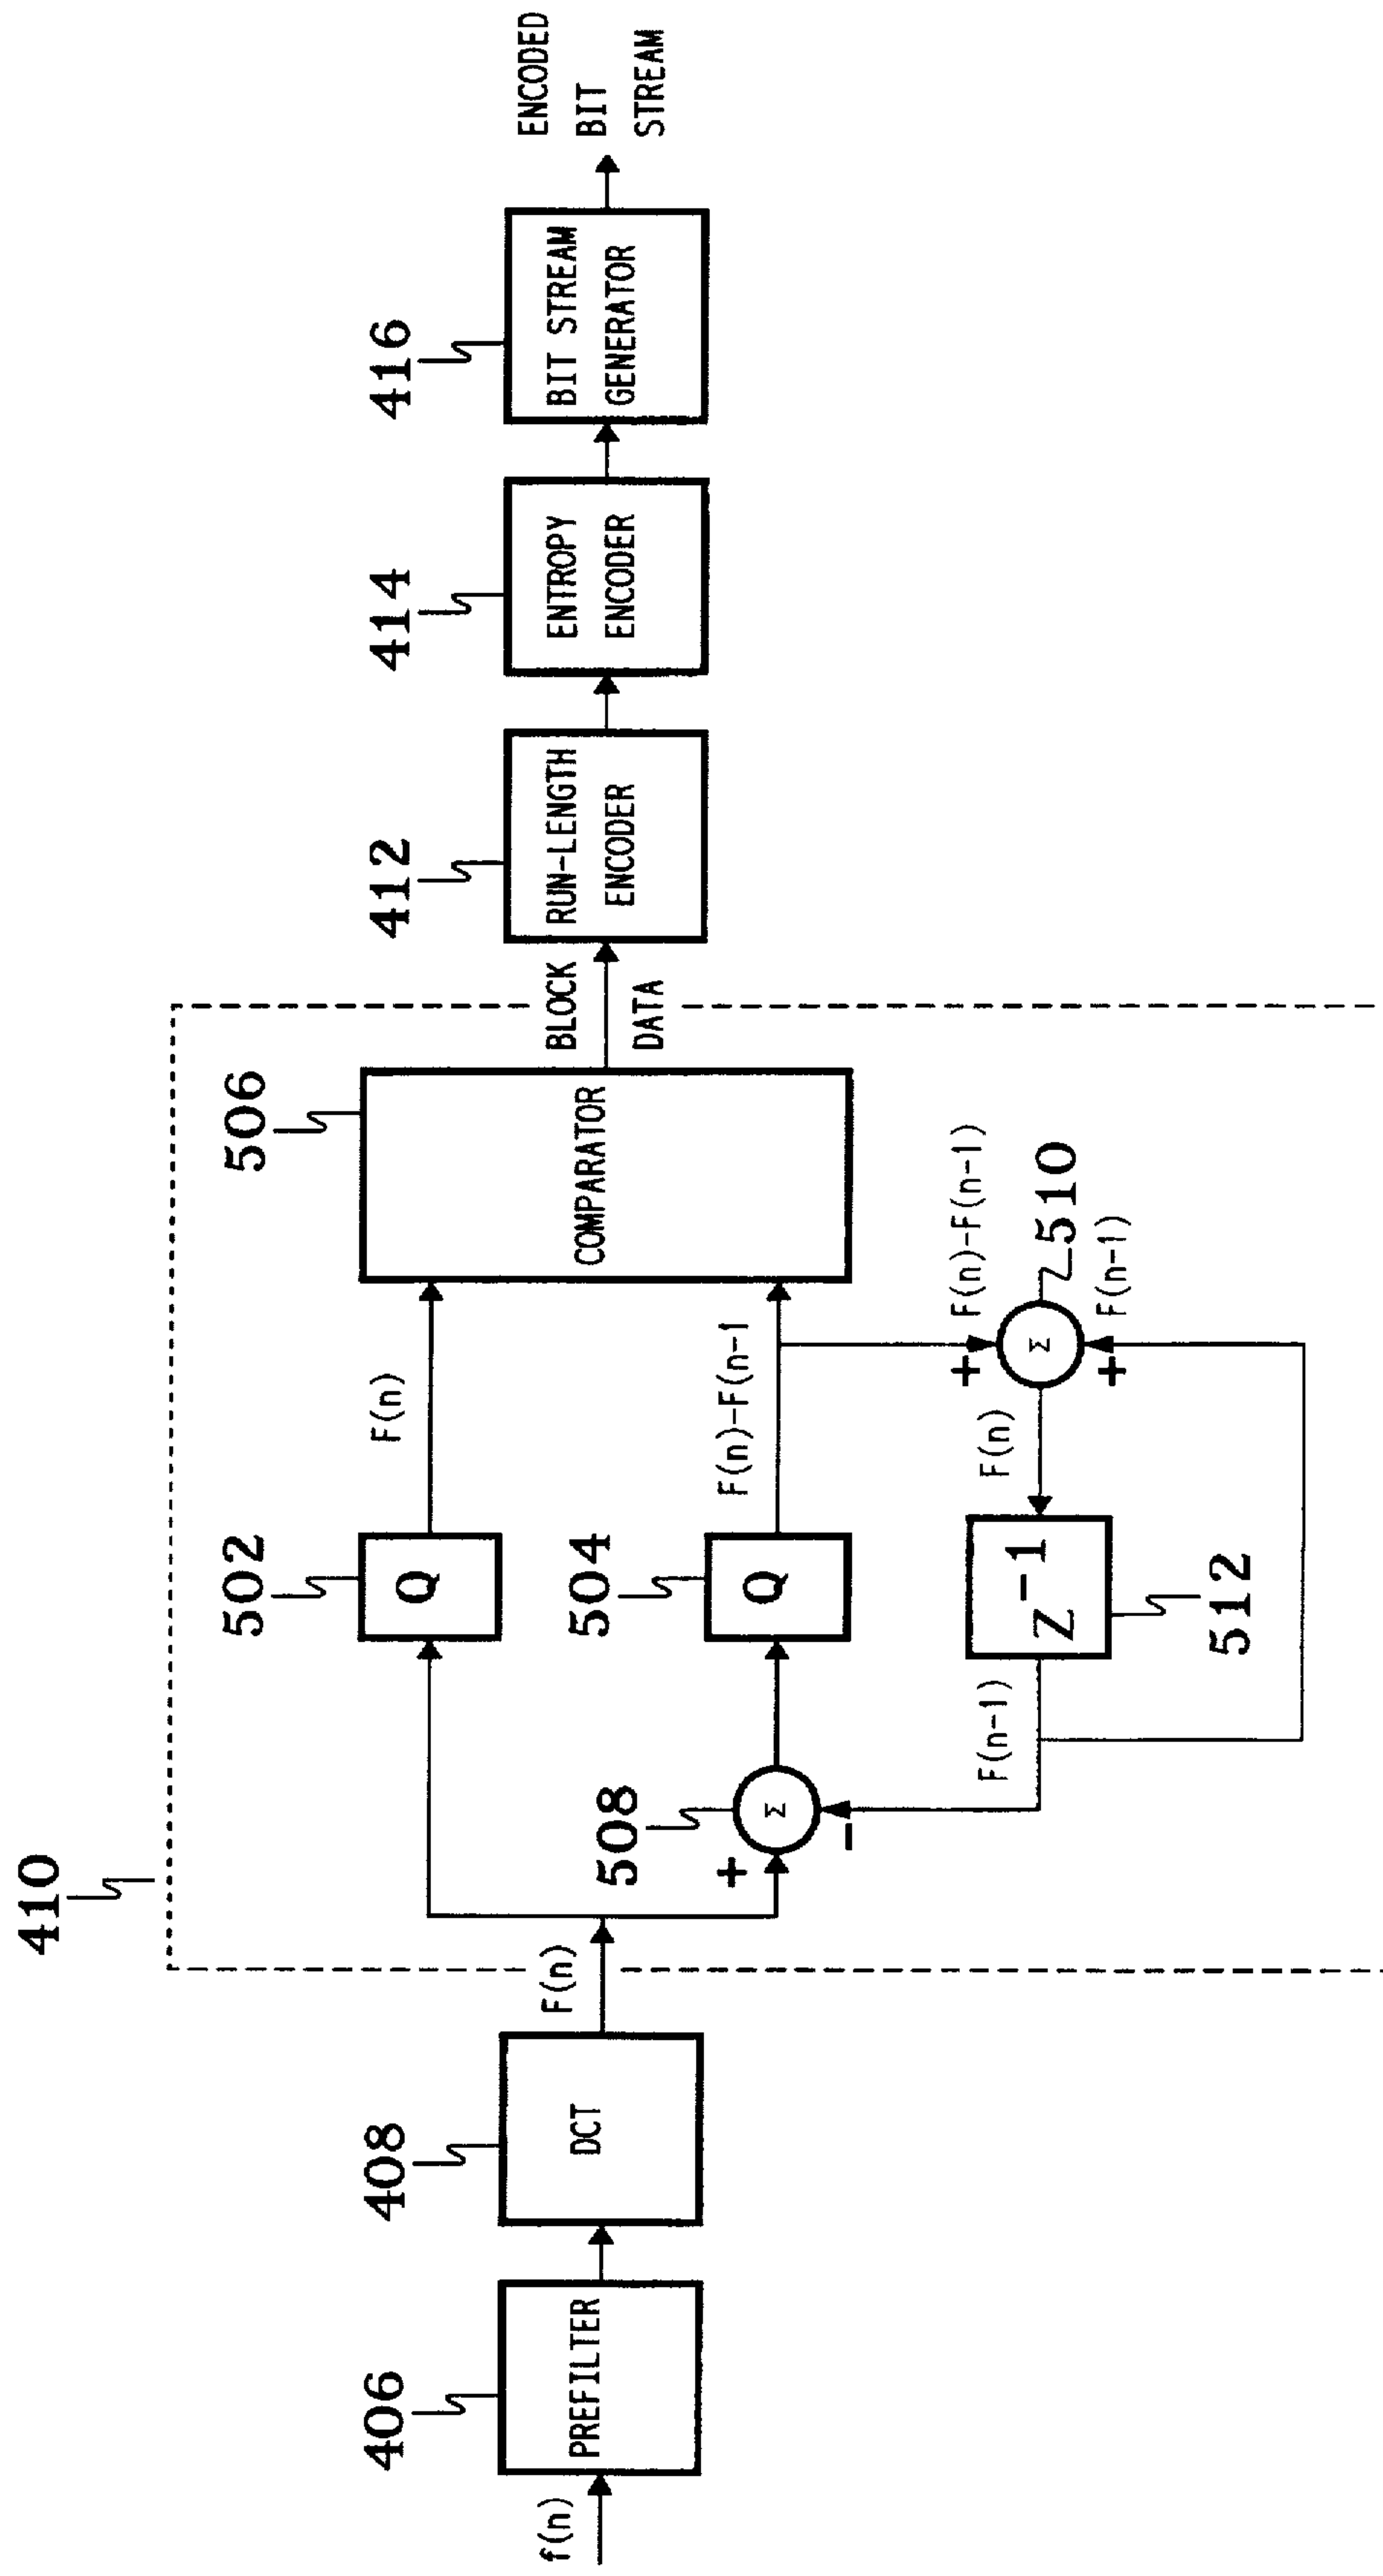 410
502
506
F(n)
Q
406
408
412
414
416
f(n)
PREFILTER
DCT
F(n)
COMPARATOR
BLOCK
DATA
RUN-LENGTH
ENCODER
ENTROPY
ENCODER
BIT STREAM
GENERATOR
ENCODED
BIT
STREAM
508
504
+
Σ
-
Q
F(n)-F(n-1
F(n)-F(n-1)
F(n-1)
Z-1
F(n)
+
Σ
+
510
F(n-1)
512